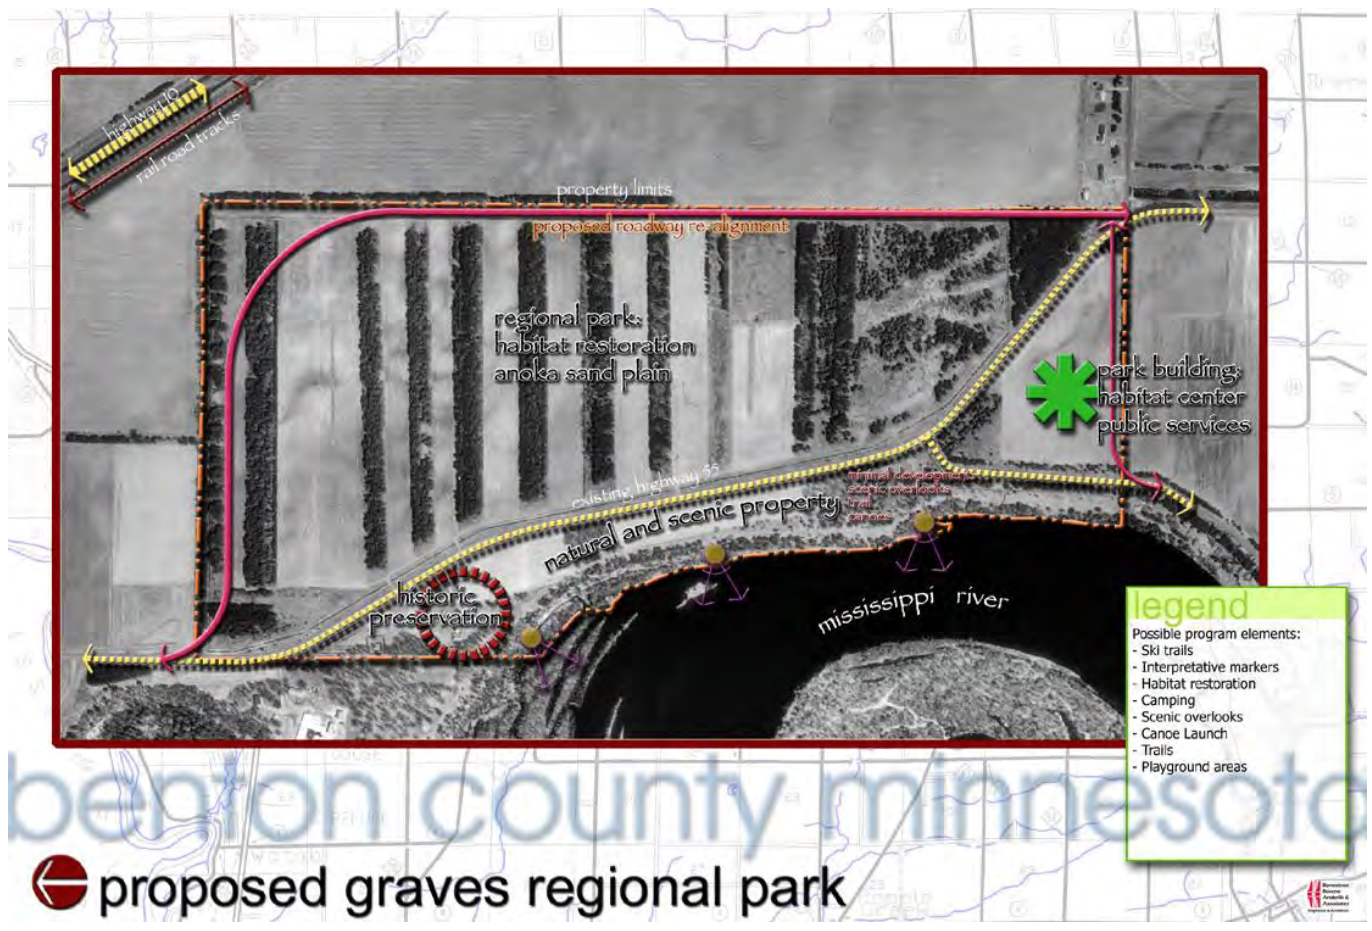 highway 10
rail road tracks
property limits
proposed roadway re-alignment
regional park:
habitat restoration
anoka sand plain
park building:
habitat center
public services
existing highway 55
natural and scenic property
minimal developments
scenic overlooks
trail
canoes
historic
preservation
mississippi river
legend
Possible program elements:
- Ski trails
- Interpretative markers
- Habitat restoration
- Camping
- Scenic overlooks
- Canoe Launch
- Trails
- Playground areas
benton county minnesota
proposed graves regional park